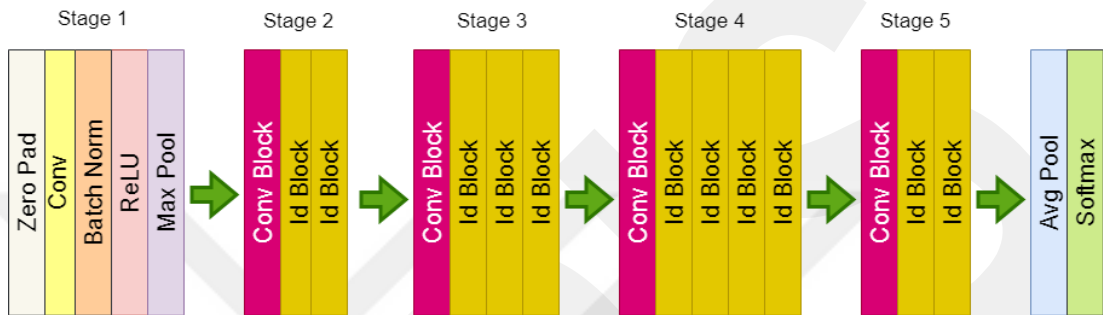 Stage 1
Stage 2
Stage 3
Stage 4
Stage 5
Zero Pad
Conv
Batch Norm
ReLU
Max Pool
Conv Block
Id Block
Id Block
Conv Block
Id Block
Id Block
Id Block
Conv Block
Id Block
Id Block
Id Block
Id Block
Conv Block
Id Block
Id Block
Avg Pool
Softmax